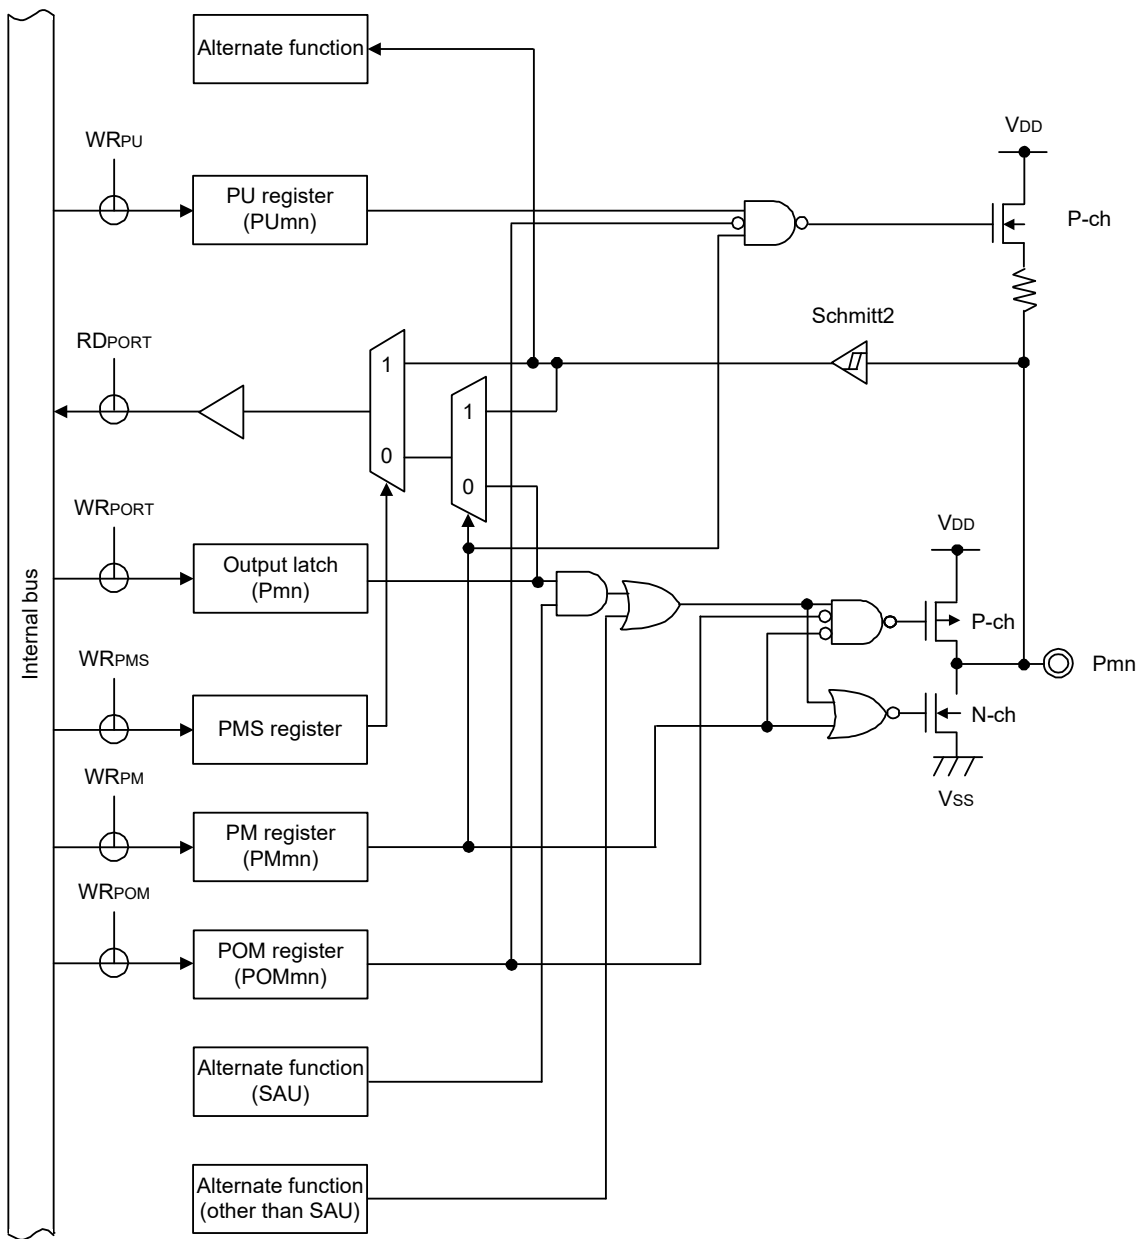 Alternate function
WRPU
VDD
PU register
(PUmn)
P-ch
RDPORT
Schmitt2
1
0
1
0
WRPORT
VDD
Output latch
(Pmn)
P-ch
Internal bus
WRPMS
Pmn
PMS register
N-ch
WRPM
VSS
PM register
(PMmn)
WRPOM
POM register
(POMmn)
Alternate function
(SAU)
Alternate function
(other than SAU)